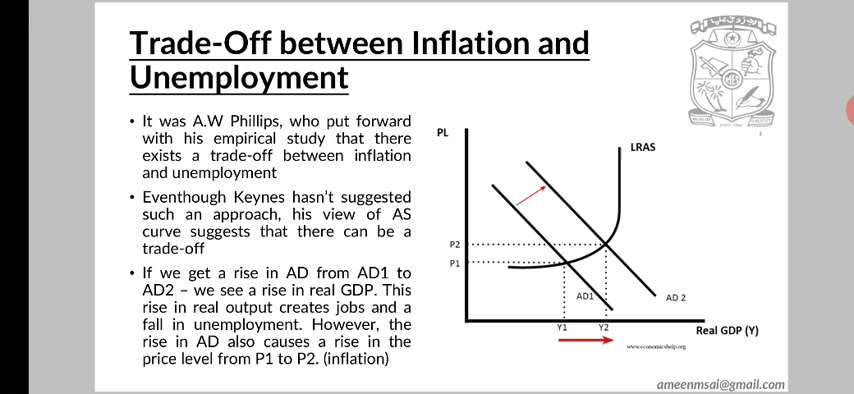 Trade-Off between Inflation and
Unemployment
• It was A.W Phillips, who put forward
with his empirical study that there
exists a trade-off between inflation
and unemployment
• Eventhough Keynes hasn't suggested
such an approach, his view of AS
curve suggests that there can be a
trade-off
• If we get a rise in AD from AD1 to
AD2 – we see a rise in real GDP. This
rise in real output creates jobs and a
fall in unemployment. However, the
rise in AD also causes a rise in the
price level from P1 to P2. (inflation)
3
PL
LRAS
P2
P1
AD1
AD 2
Y1
Y2
Real GDP (Y)
www.economicshelp.org
ameenmsai@gmail.com